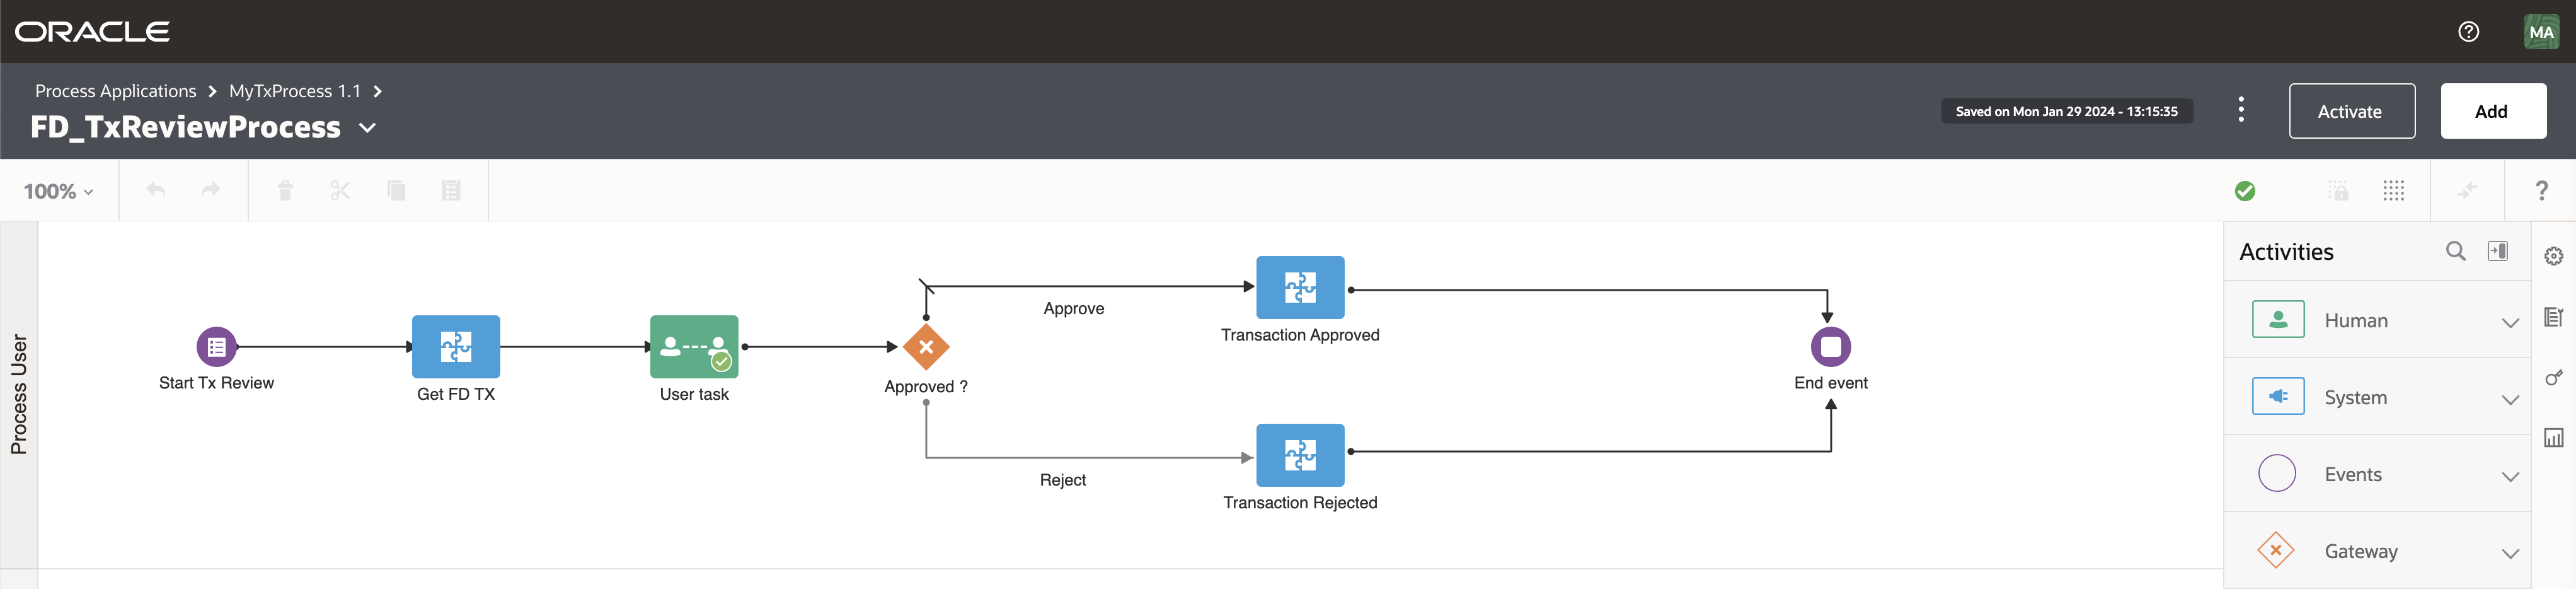 ORACLE
MA
Process Applications > MyTxProcess 1.1 >
FD_TxReviewProcess
Saved on Mon Jan 29 2024 - 13:15:35
Activate
Add
100%
?
Process User
Start Tx Review
Get FD TX
User task
Approved ?
Approve
Reject
Transaction Approved
Transaction Rejected
End event
Activities
Human
System
Events
Gateway